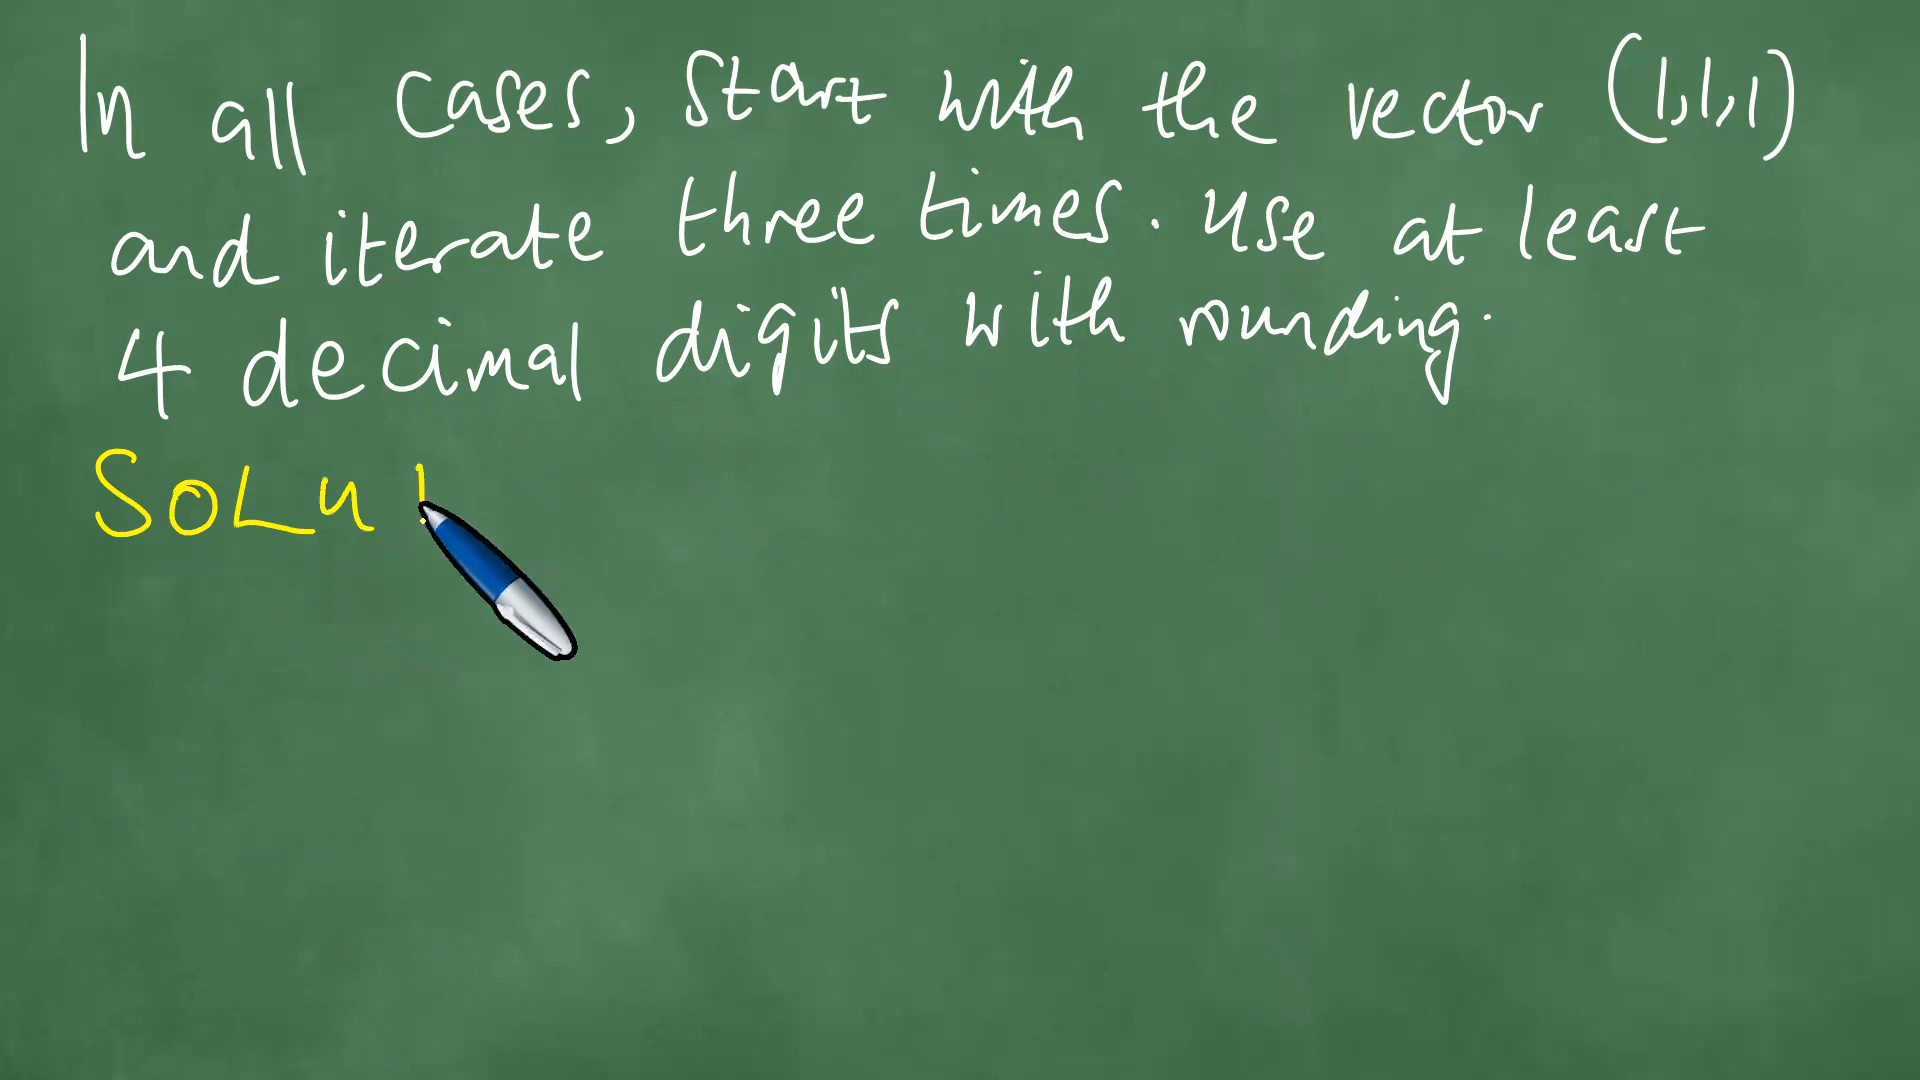 In all cases, start with the vector (1,1,1)
and iterate three times. Use at least
4 decimal digits with rounding.
SOLU